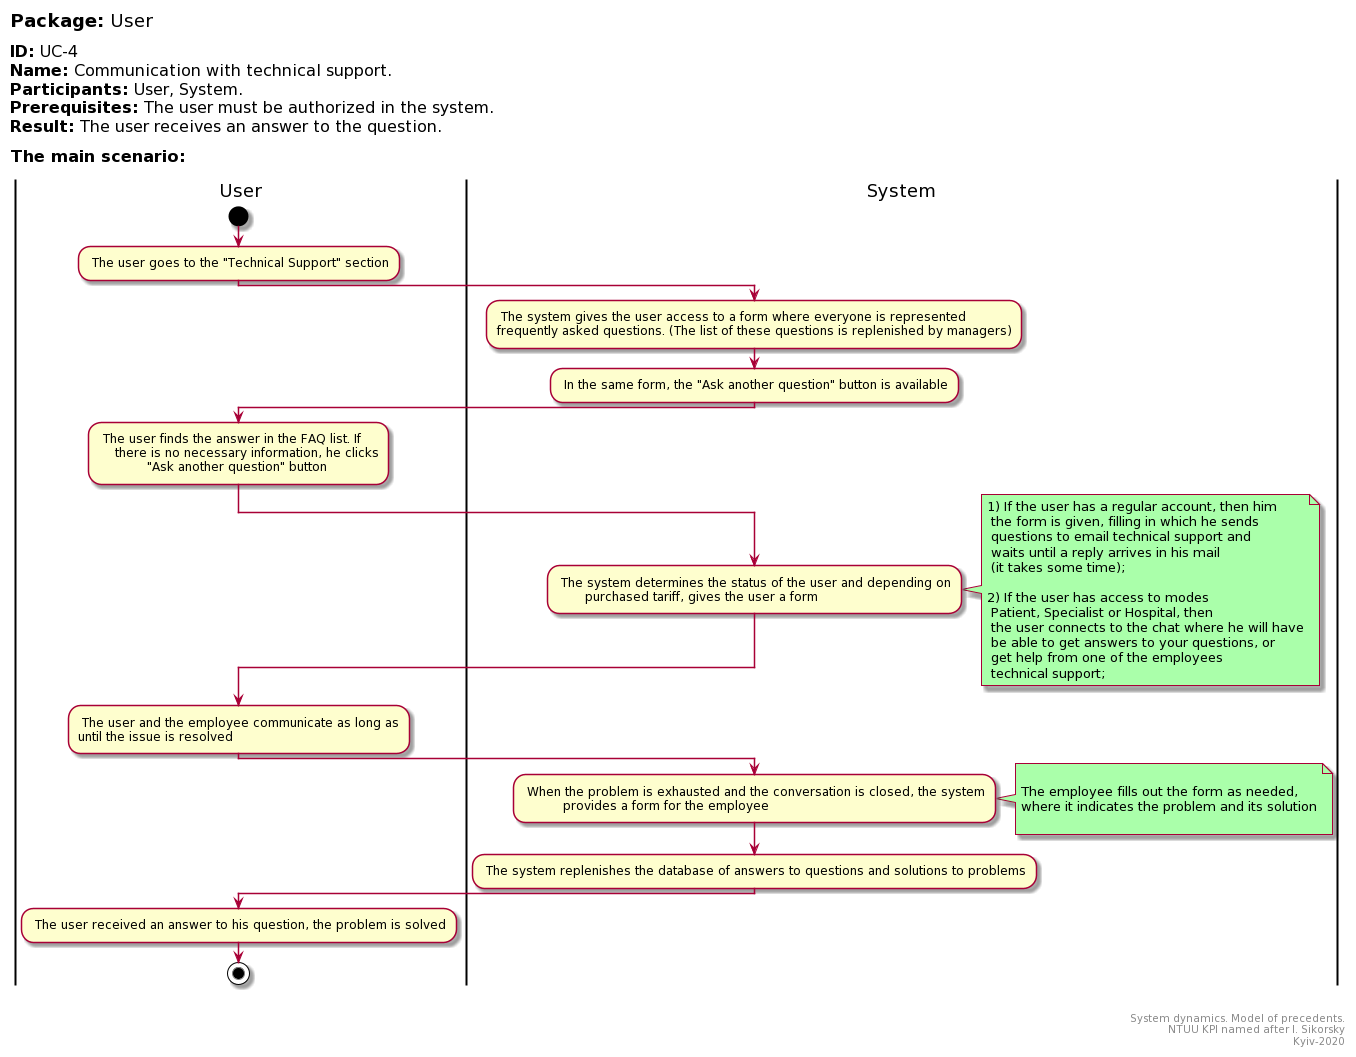 Package: User
ID: UC-4
Name: Communication with technical support.
Participants: User, System.
Prerequisites: The user must be authorized in the system.
Result: The user receives an answer to the question.
The main scenario:
User
System
The user goes to the "Technical Support" section
The system gives the user access to a form where everyone is represented
frequently asked questions. (The list of these questions is replenished by managers)
In the same form, the "Ask another question" button is available
The user finds the answer in the FAQ list. If
there is no necessary information, he clicks
"Ask another question" button
1) If the user has a regular account, then him
the form is given, filling in which he sends
questions to email technical support and
waits until a reply arrives in his mail
(it takes some time);
2) If the user has access to modes
Patient, Specialist or Hospital, then
the user connects to the chat where he will have
be able to get answers to your questions, or
get help from one of the employees
technical support;
The system determines the status of the user and depending on
purchased tariff, gives the user a form
The user and the employee communicate as long as
until the issue is resolved
When the problem is exhausted and the conversation is closed, the system
provides a form for the employee
The employee fills out the form as needed,
where it indicates the problem and its solution
The system replenishes the database of answers to questions and solutions to problems
The user received an answer to his question, the problem is solved
System dynamics. Model of precedents.
NTUU KPI named after I. Sikorsky
Kyiv-2020